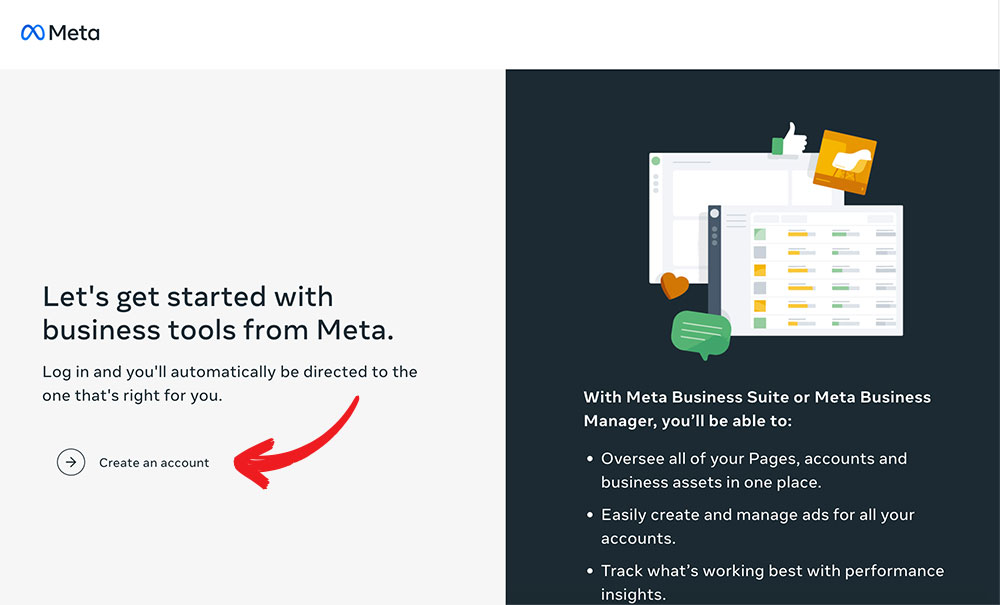 Meta
Let's get started with
business tools from Meta.
Log in and you'll automatically be directed to the
one that's right for you.
Create an account
With Meta Business Suite or Meta Business
Manager, you’ll be able to:
• Oversee all of your Pages, accounts and
business assets in one place.
• Easily create and manage ads for all your
accounts.
• Track what’s working best with performance
insights.